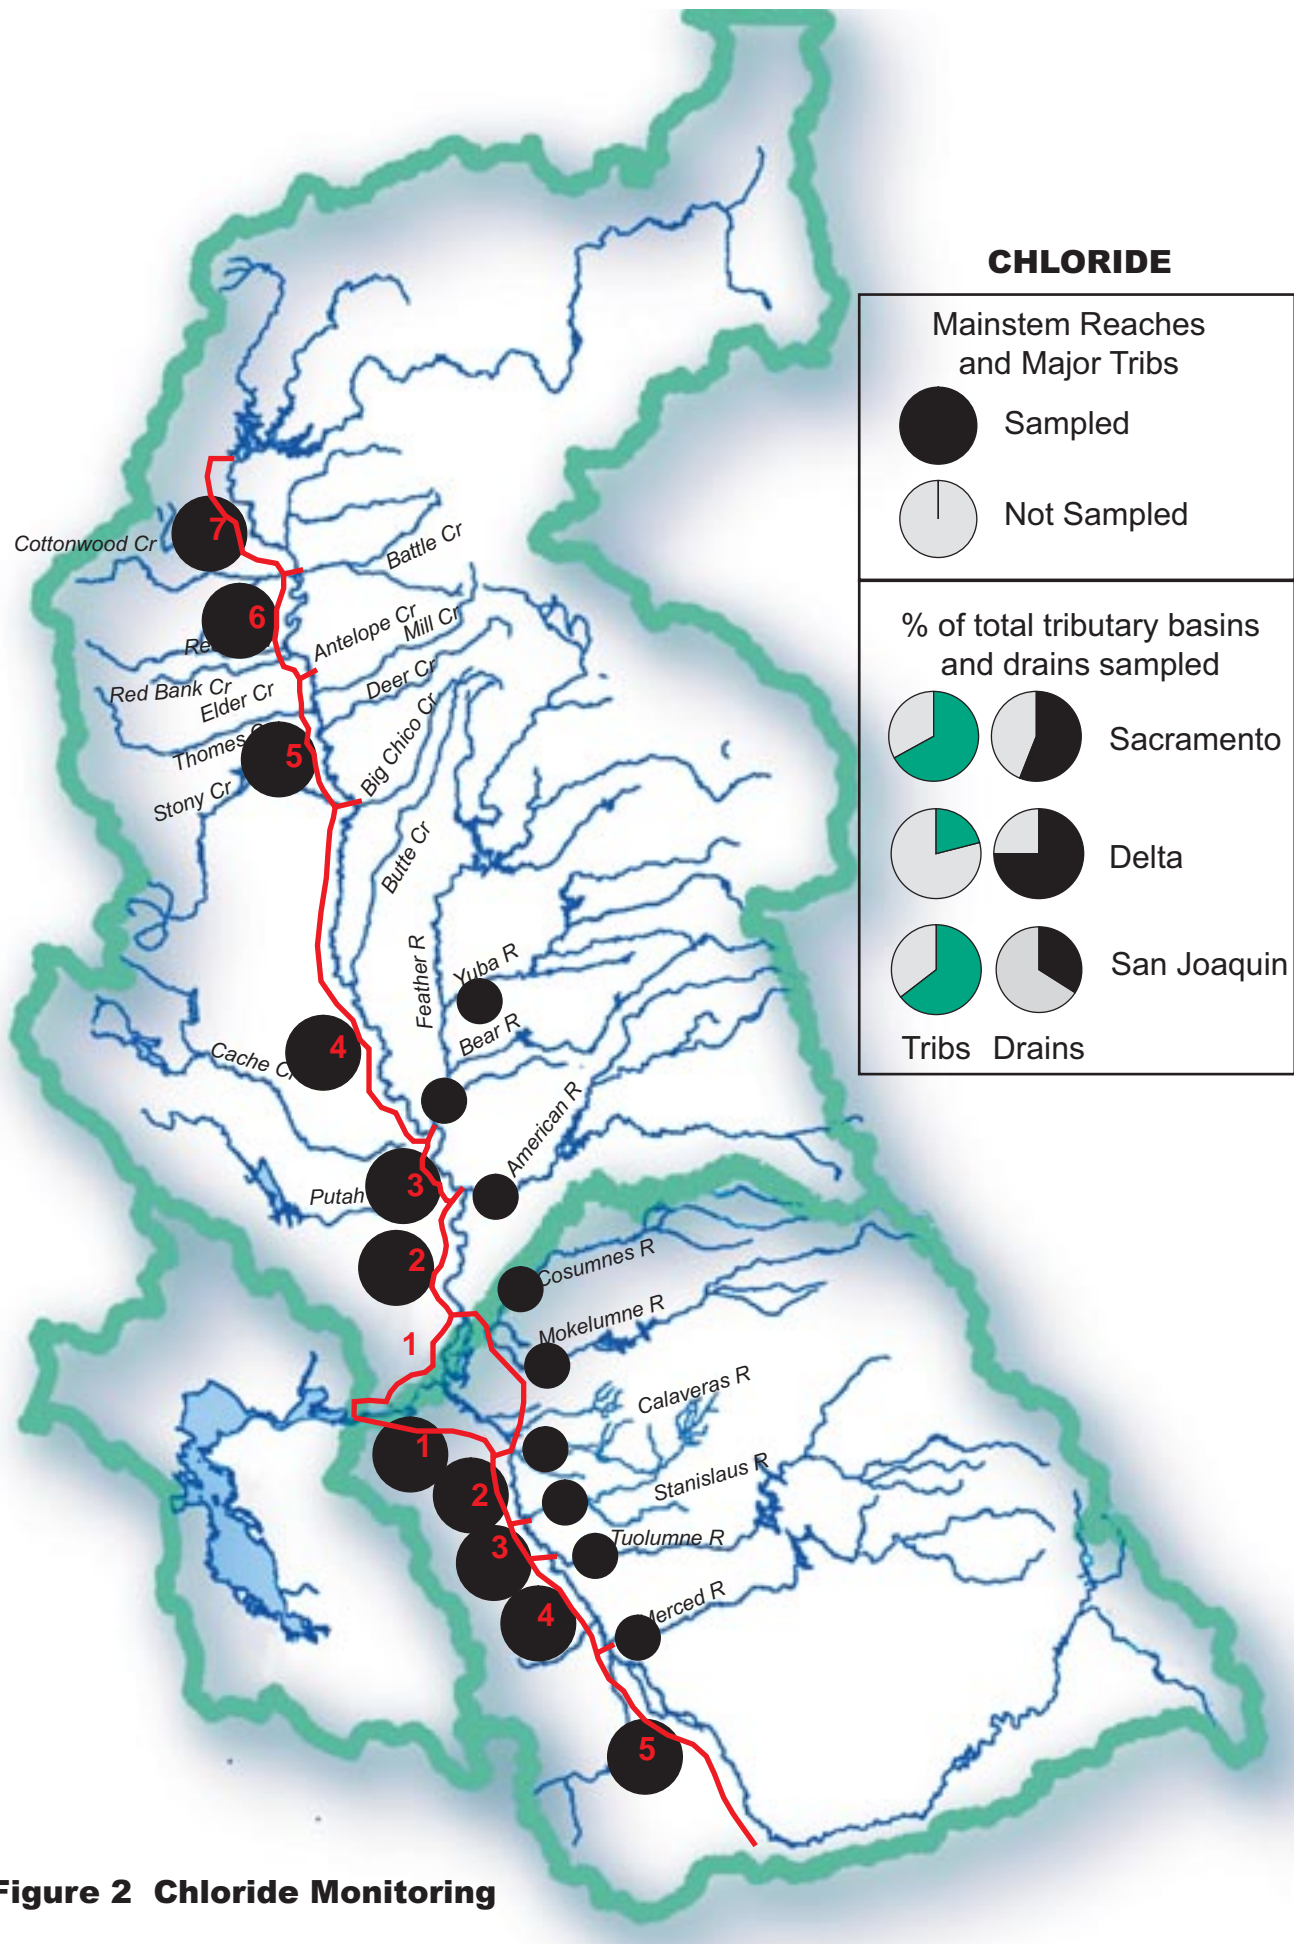 CHLORIDE
Mainstem Reaches
and Major Tribs
Sampled
Not Sampled
% of total tributary basins
and drains sampled
Sacramento
Delta
San Joaquin
Tribs Drains
7
Cottonwood Cr
Battle Cr
6
Antelope Cr
Mill Cr
Red Bank Cr
Elder Cr
Deer Cr
Thomes
5
Big Chico Cr
Stony Cr
Butte Cr
Feather R
Yuba R
4
Bear R
Cache Cr
American R
3
Putah
2
Cosumnes R
1
Mokelumne R
Calaveras R
1
2
Stanislaus R
3
Tuolumne R
4
Merced R
5
Figure 2 Chloride Monitoring